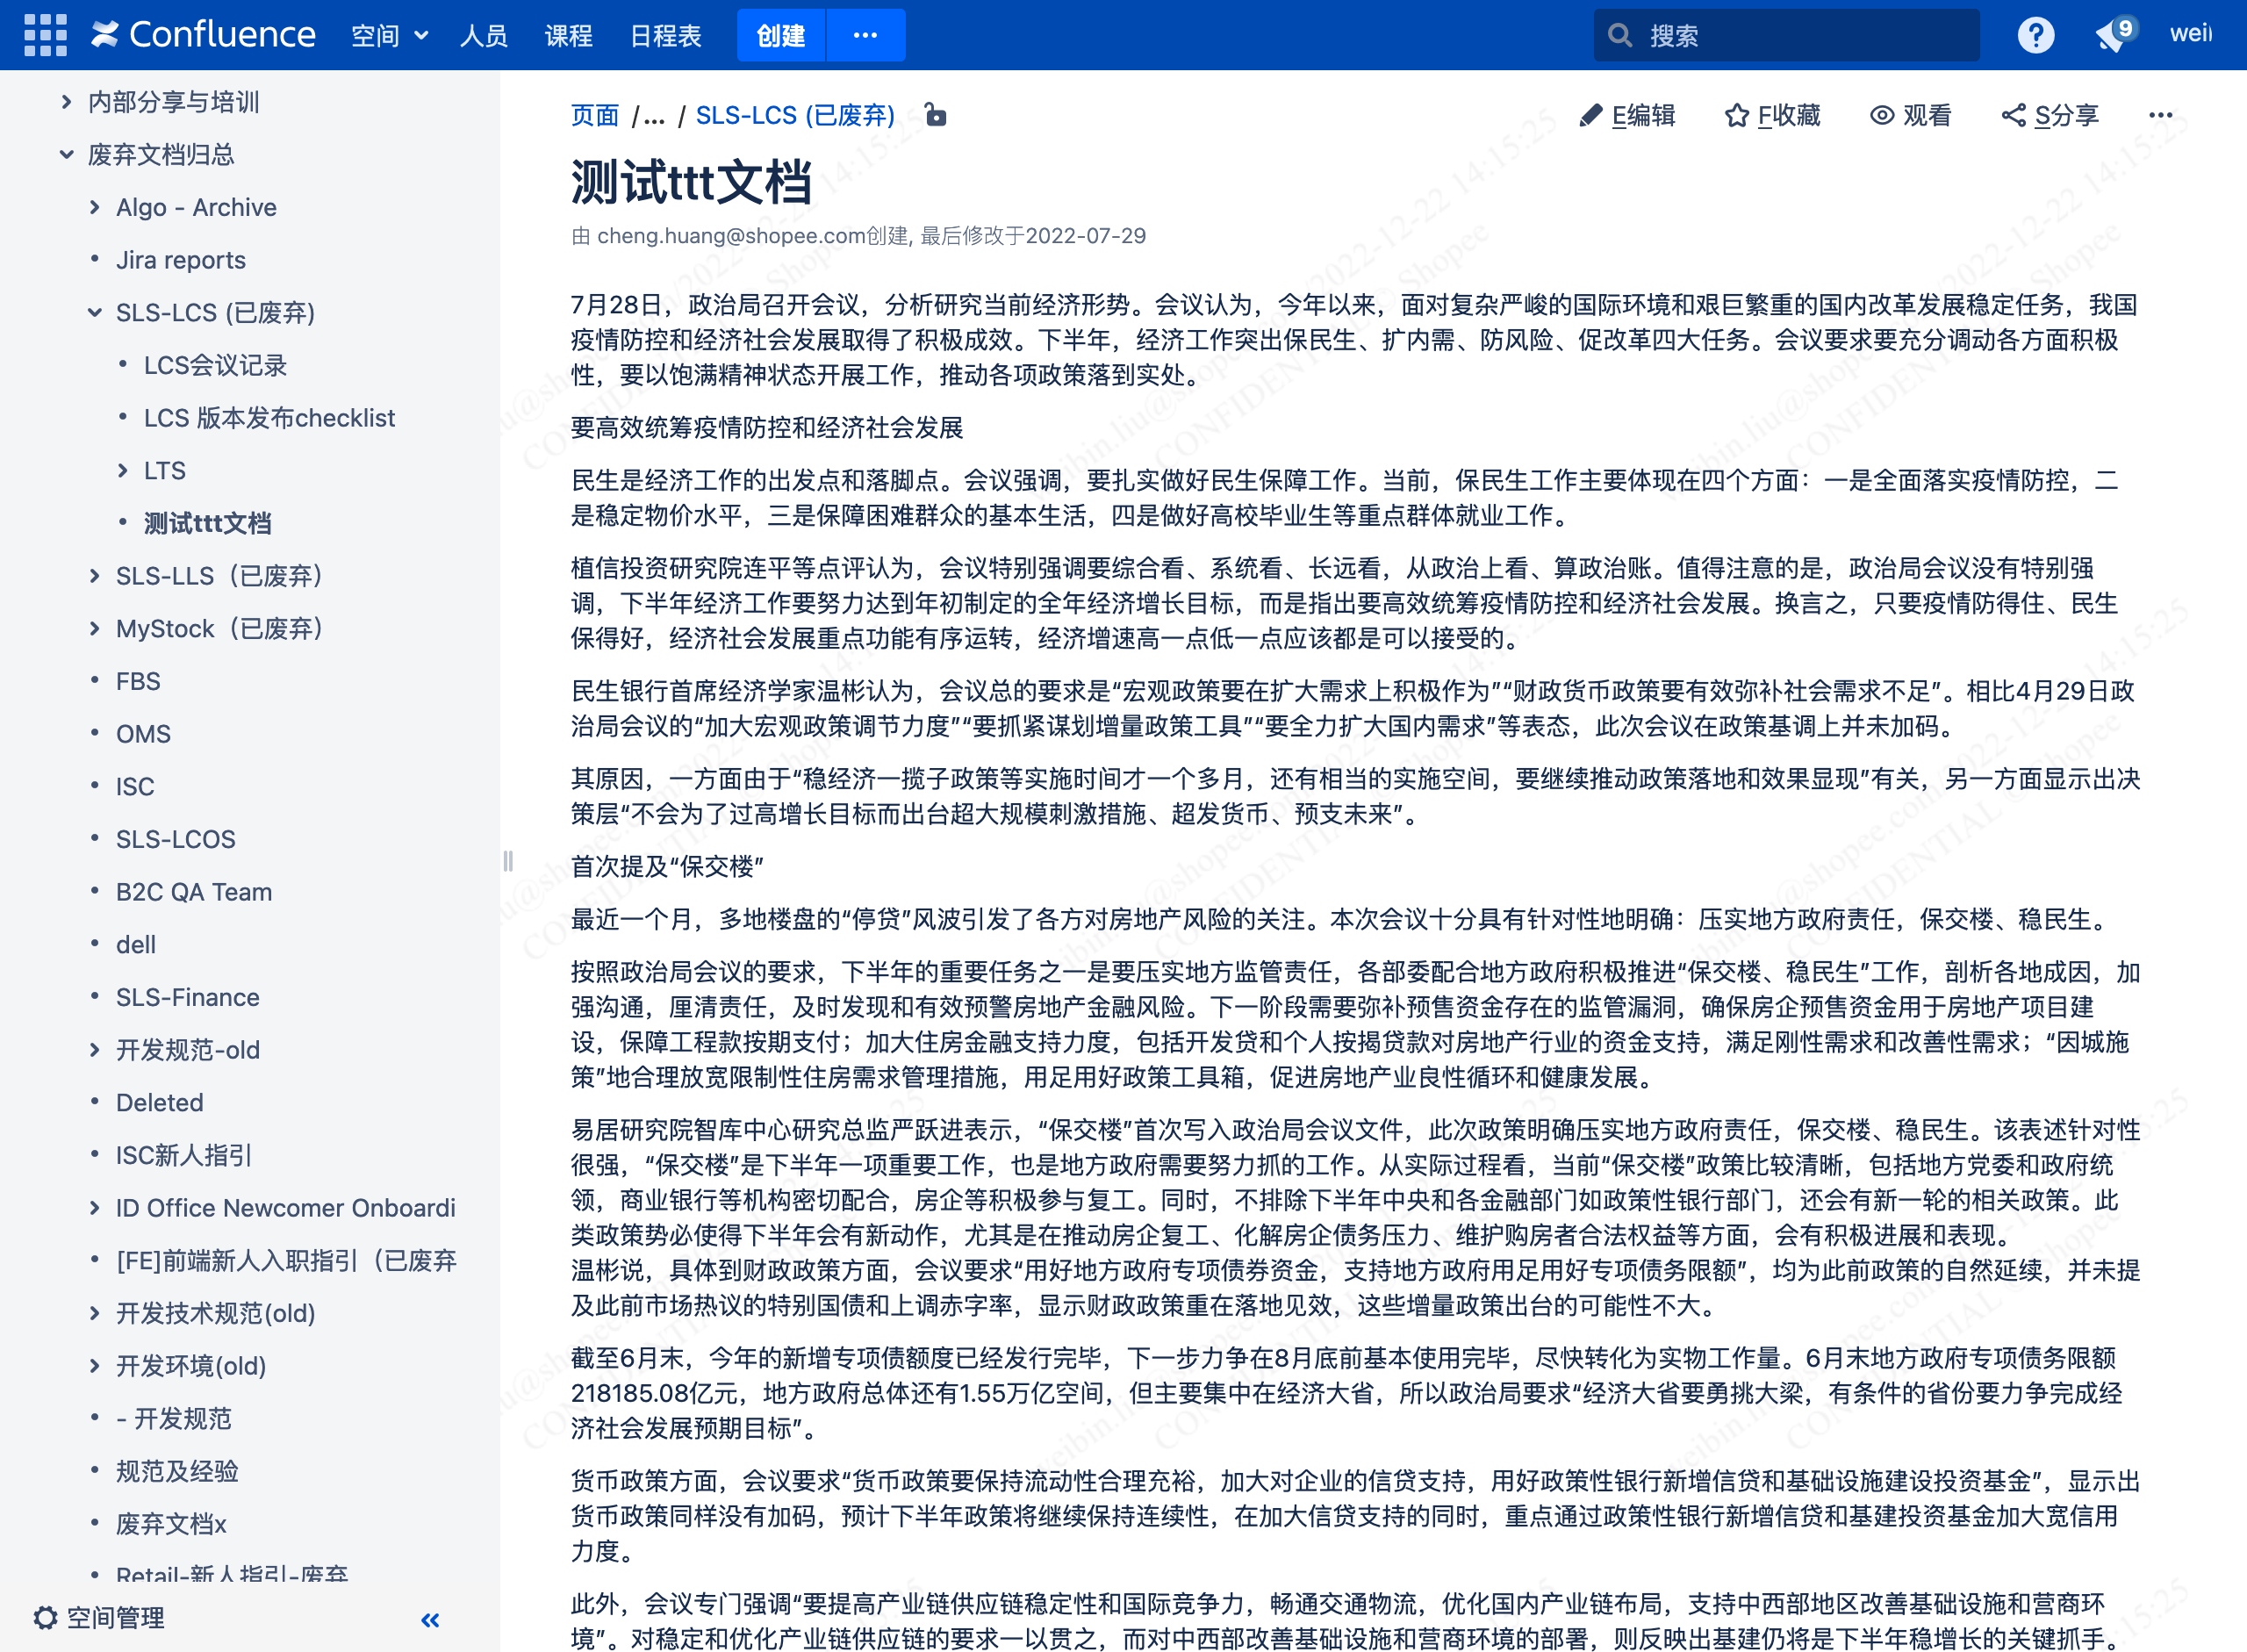 Confluence 空间 人员 课程 日程表 创建 ··· 搜索 ? 9 wei
内部分享与培训
废弃文档归总
Algo - Archive
Jira reports
SLS-LCS (已废弃)
LCS会议记录
LCS 版本发布checklist
LTS
测试ttt文档
SLS-LLS（已废弃）
MyStock（已废弃）
FBS
OMS
ISC
SLS-LCOS
B2C QA Team
dell
SLS-Finance
开发规范-old
Deleted
ISC新人指引
ID Office Newcomer Onboardi
[FE]前端新人入职指引（已废弃
开发技术规范(old)
开发环境(old)
- 开发规范
规范及经验
废弃文档x
Retail-新人指引-废弃
空间管理
页面 /... / SLS-LCS (已废弃) E编辑 F收藏 观看 S分享 ···
测试ttt文档
由 cheng.huang@shopee.com创建, 最后修改于2022-07-29
7月28日，政治局召开会议，分析研究当前经济形势。会议认为，今年以来，面对复杂严峻的国际环境和艰巨繁重的国内改革发展稳定任务，我国
疫情防控和经济社会发展取得了积极成效。下半年，经济工作突出保民生、扩内需、防风险、促改革四大任务。会议要求要充分调动各方面积极
性，要以饱满精神状态开展工作，推动各项政策落到实处。
要高效统筹疫情防控和经济社会发展
民生是经济工作的出发点和落脚点。会议强调，要扎实做好民生保障工作。当前，保民生工作主要体现在四个方面：一是全面落实疫情防控，二
是稳定物价水平，三是保障困难群众的基本生活，四是做好高校毕业生等重点群体就业工作。
植信投资研究院连平等点评认为，会议特别强调要综合看、系统看、长远看，从政治上看、算政治账。值得注意的是，政治局会议没有特别强
调，下半年经济工作要努力达到年初制定的全年经济增长目标，而是指出要高效统筹疫情防控和经济社会发展。换言之，只要疫情防得住、民生
保得好，经济社会发展重点功能有序运转，经济增速高一点低一点应该都是可以接受的。
民生银行首席经济学家温彬认为，会议总的要求是“宏观政策要在扩大需求上积极作为”“财政货币政策要有效弥补社会需求不足”。相比4月29日政
治局会议的“加大宏观政策调节力度”“要抓紧谋划增量政策工具”“要全力扩大国内需求”等表态，此次会议在政策基调上并未加码。
其原因，一方面由于“稳经济一揽子政策等实施时间才一个多月，还有相当的实施空间，要继续推动政策落地和效果显现”有关，另一方面显示出决
策层“不会为了过高增长目标而出台超大规模刺激措施、超发货币、预支未来”。
首次提及“保交楼”
最近一个月，多地楼盘的“停贷”风波引发了各方对房地产风险的关注。本次会议十分具有针对性地明确：压实地方政府责任，保交楼、稳民生。
按照政治局会议的要求，下半年的重要任务之一是要压实地方监管责任，各部委配合地方政府积极推进“保交楼、稳民生”工作，剖析各地成因，加
强沟通，厘清责任，及时发现和有效预警房地产金融风险。下一阶段需要弥补预售资金存在的监管漏洞，确保房企预售资金用于房地产项目建
设，保障工程款按期支付；加大住房金融支持力度，包括开发贷和个人按揭贷款对房地产行业的资金支持，满足刚性需求和改善性需求；“因城施
策”地合理放宽限制性住房需求管理措施，用足用好政策工具箱，促进房地产业良性循环和健康发展。
易居研究院智库中心研究总监严跃进表示，“保交楼”首次写入政治局会议文件，此次政策明确压实地方政府责任，保交楼、稳民生。该表述针对性
很强，“保交楼”是下半年一项重要工作，也是地方政府需要努力抓的工作。从实际过程看，当前“保交楼”政策比较清晰，包括地方党委和政府统
领，商业银行等机构密切配合，房企等积极参与复工。同时，不排除下半年中央和各金融部门如政策性银行部门，还会有新一轮的相关政策。此
类政策势必使得下半年会有新动作，尤其是在推动房企复工、化解房企债务压力、维护购房者合法权益等方面，会有积极进展和表现。
温彬说，具体到财政政策方面，会议要求“用好地方政府专项债券资金，支持地方政府用足用好专项债务限额”，均为此前政策的自然延续，并未提
及此前市场热议的特别国债和上调赤字率，显示财政政策重在落地见效，这些增量政策出台的可能性不大。
截至6月末，今年的新增专项债额度已经发行完毕，下一步力争在8月底前基本使用完毕，尽快转化为实物工作量。6月末地方政府专项债务限额
218185.08亿元，地方政府总体还有1.55万亿空间，但主要集中在经济大省，所以政治局要求“经济大省要勇挑大梁，有条件的省份要力争完成经
济社会发展预期目标”。
货币政策方面，会议要求“货币政策要保持流动性合理充裕，加大对企业的信贷支持，用好政策性银行新增信贷和基础设施建设投资基金”，显示出
货币政策同样没有加码，预计下半年政策将继续保持连续性，在加大信贷支持的同时，重点通过政策性银行新增信贷和基建投资基金加大宽信用
力度。
此外，会议专门强调“要提高产业链供应链稳定性和国际竞争力，畅通交通物流，优化国内产业链布局，支持中西部地区改善基础设施和营商环
境”。对稳定和优化产业链供应链的要求一以贯之，而对中西部改善基础设施和营商环境的部署，则反映出基建仍将是下半年稳增长的关键抓手。